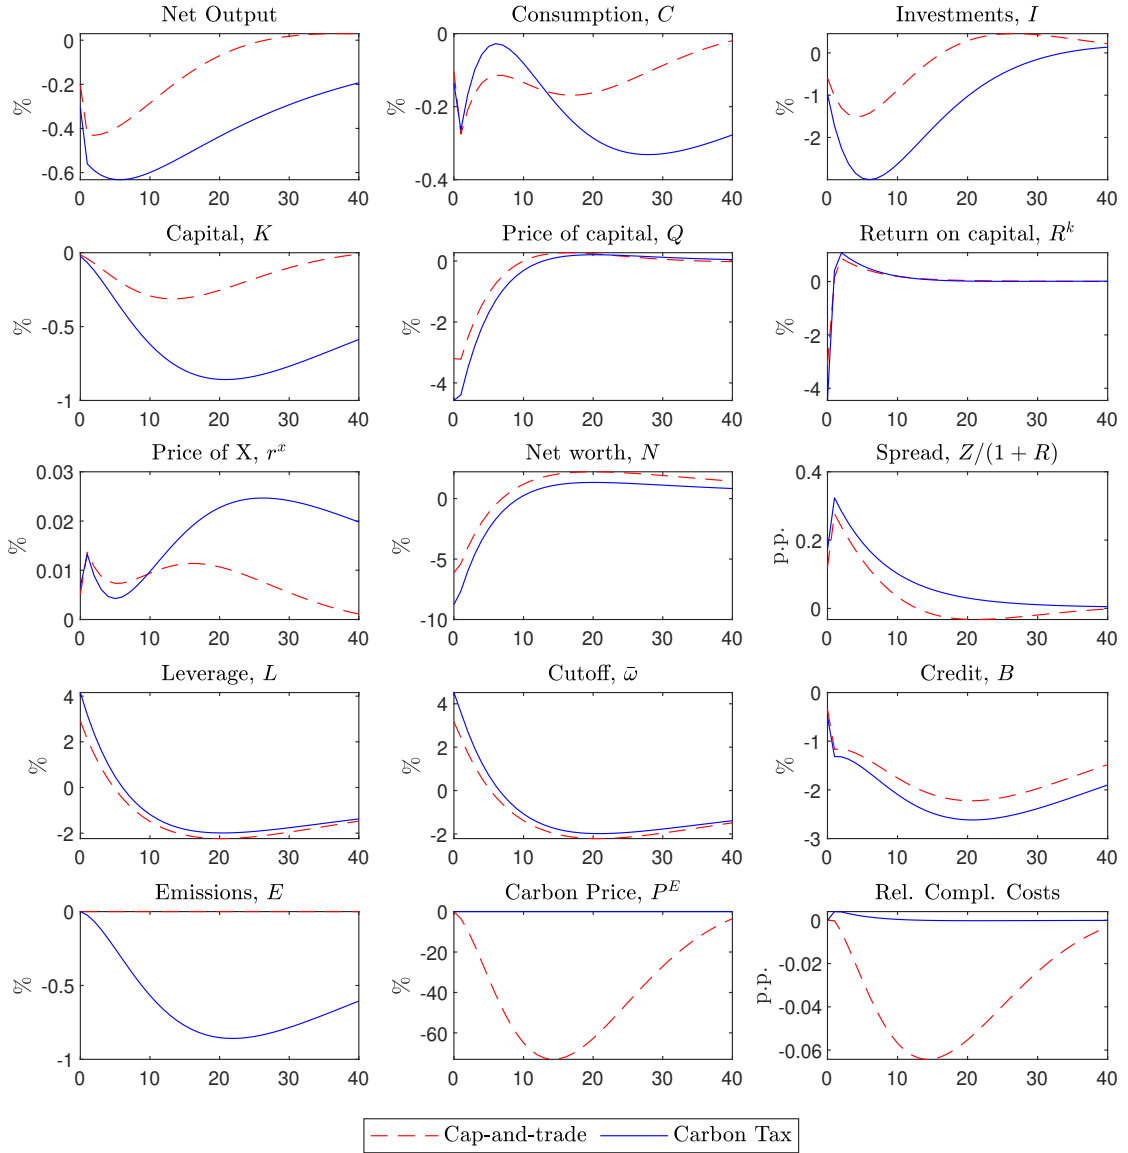 Net Output
Consumption, C
Investments, I
0
-0.2
-0.4
-0.6
%
0 10 20 30 40
0
-0.2
-0.4
%
0 10 20 30 40
0
-1
-2
%
0 10 20 30 40
Capital, K
Price of capital, Q
Return on capital, R^k
0
-0.5
-1
%
0 10 20 30 40
0
-2
-4
%
0 10 20 30 40
0
-2
-4
%
0 10 20 30 40
Price of X, r^x
Net worth, N
Spread, Z/(1 + R)
0.03
0.02
0.01
0
%
0 10 20 30 40
0
-5
-10
%
0 10 20 30 40
0.4
0.2
0
p.p.
0 10 20 30 40
Leverage, L
Cutoff, ω̄
Credit, B
4
2
0
-2
%
0 10 20 30 40
4
2
0
-2
%
0 10 20 30 40
0
-1
-2
-3
%
0 10 20 30 40
Emissions, E
Carbon Price, P^E
Rel. Compl. Costs
0
-0.5
-1
%
0 10 20 30 40
0
-20
-40
-60
%
0 10 20 30 40
0
-0.02
-0.04
-0.06
p.p.
0 10 20 30 40
Cap-and-trade Carbon Tax